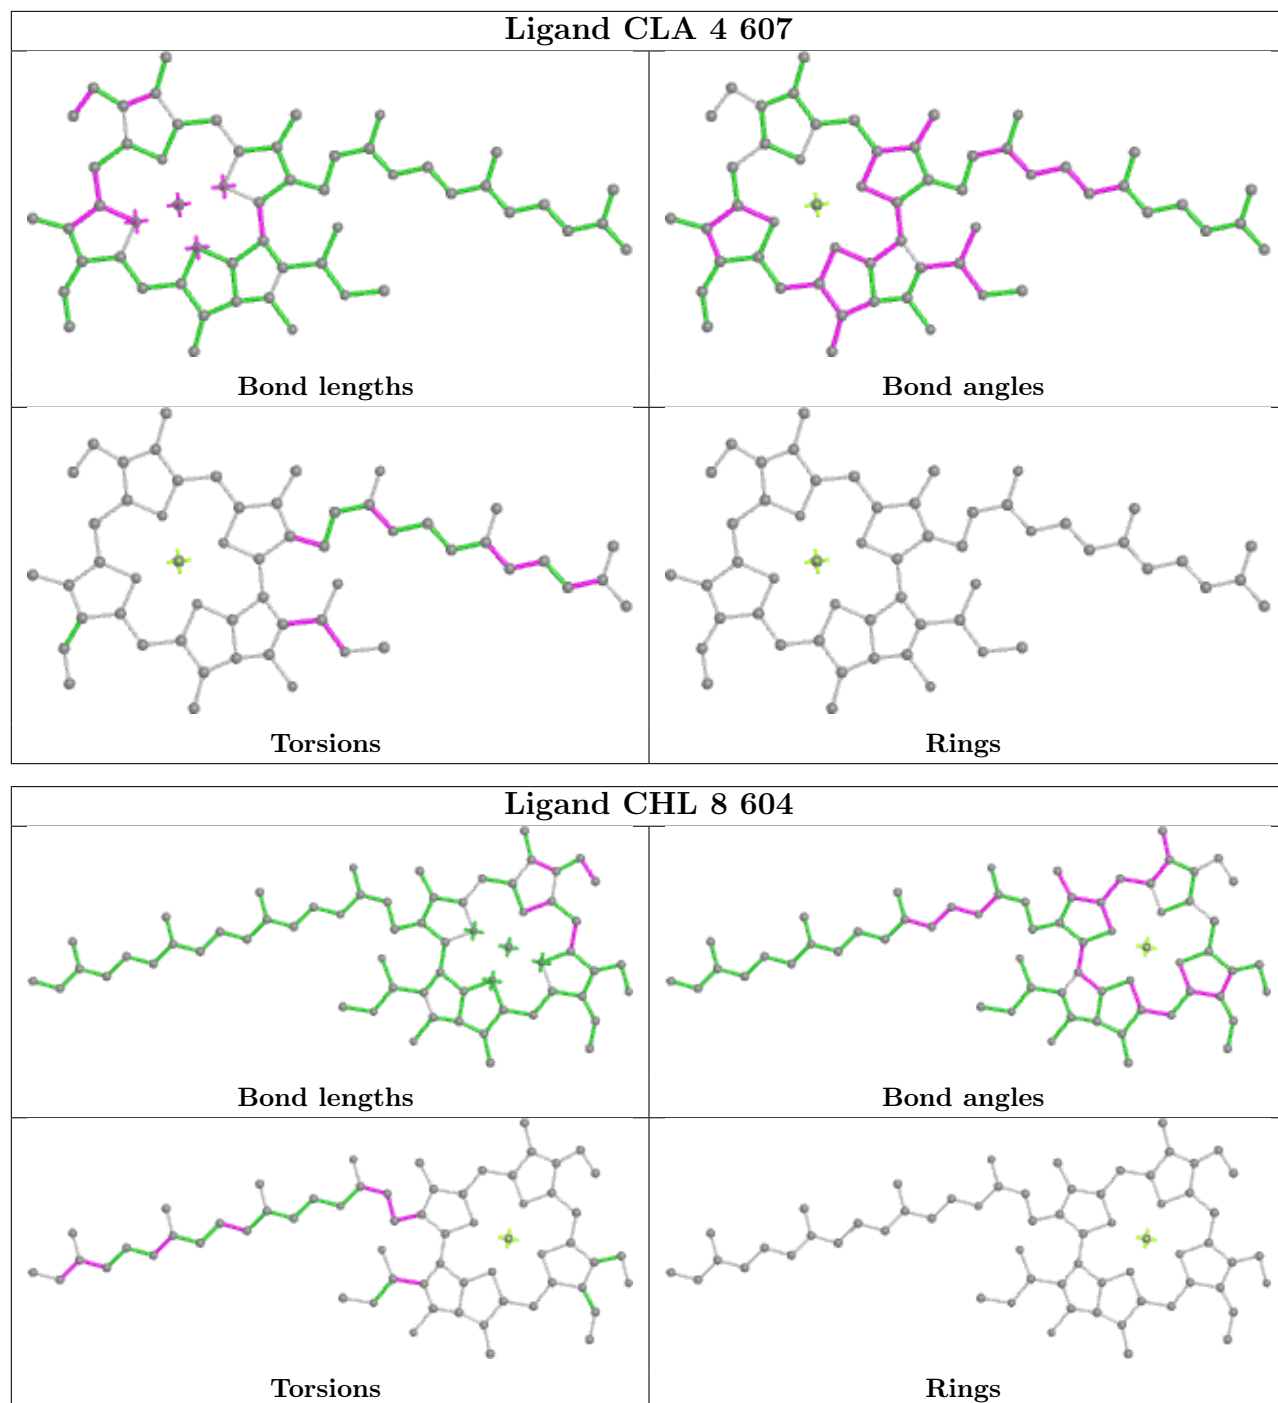 Ligand CLA 4 607
Bond lengths
Bond angles
Torsions
Rings
Ligand CHL 8 604
Bond lengths
Bond angles
Torsions
Rings